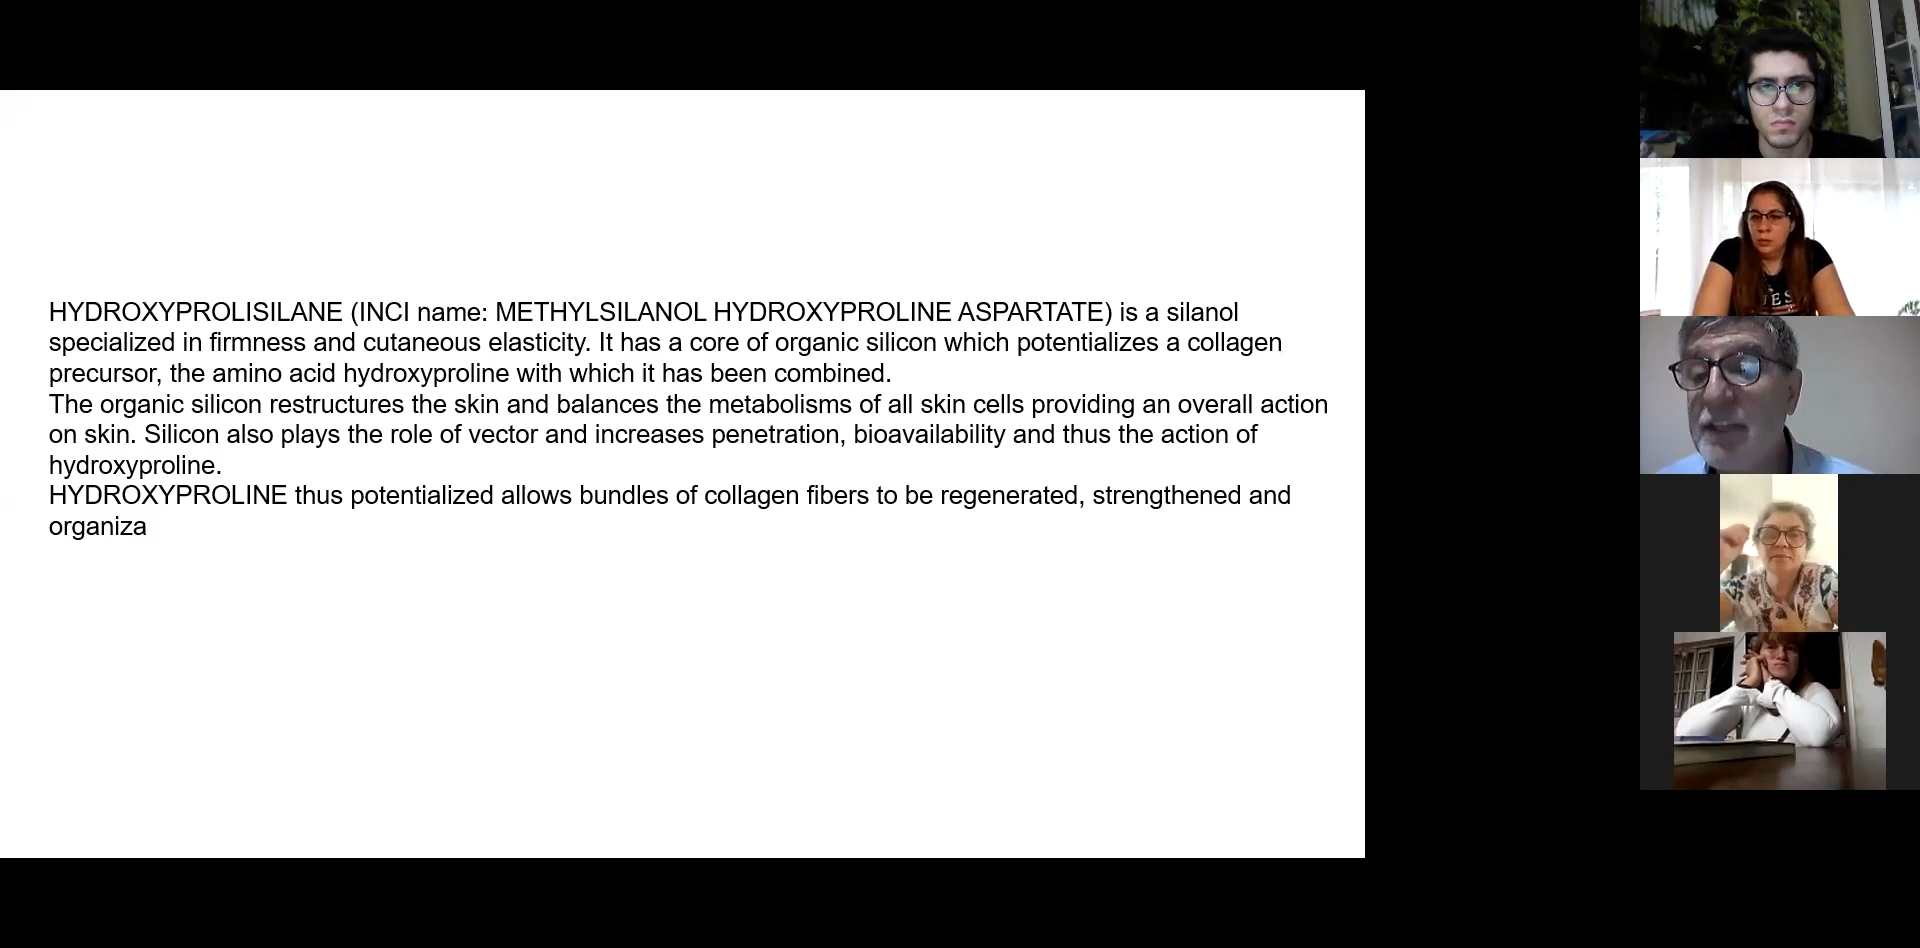 HYDROXYPROLISILANE (INCI name: METHYLSILANOL HYDROXYPROLINE ASPARTATE) is a silanol
specialized in firmness and cutaneous elasticity. It has a core of organic silicon which potentializes a collagen
precursor, the amino acid hydroxyproline with which it has been combined.
The organic silicon restructures the skin and balances the metabolisms of all skin cells providing an overall action
on skin. Silicon also plays the role of vector and increases penetration, bioavailability and thus the action of
hydroxyproline.
HYDROXYPROLINE thus potentialized allows bundles of collagen fibers to be regenerated, strengthened and
organiza